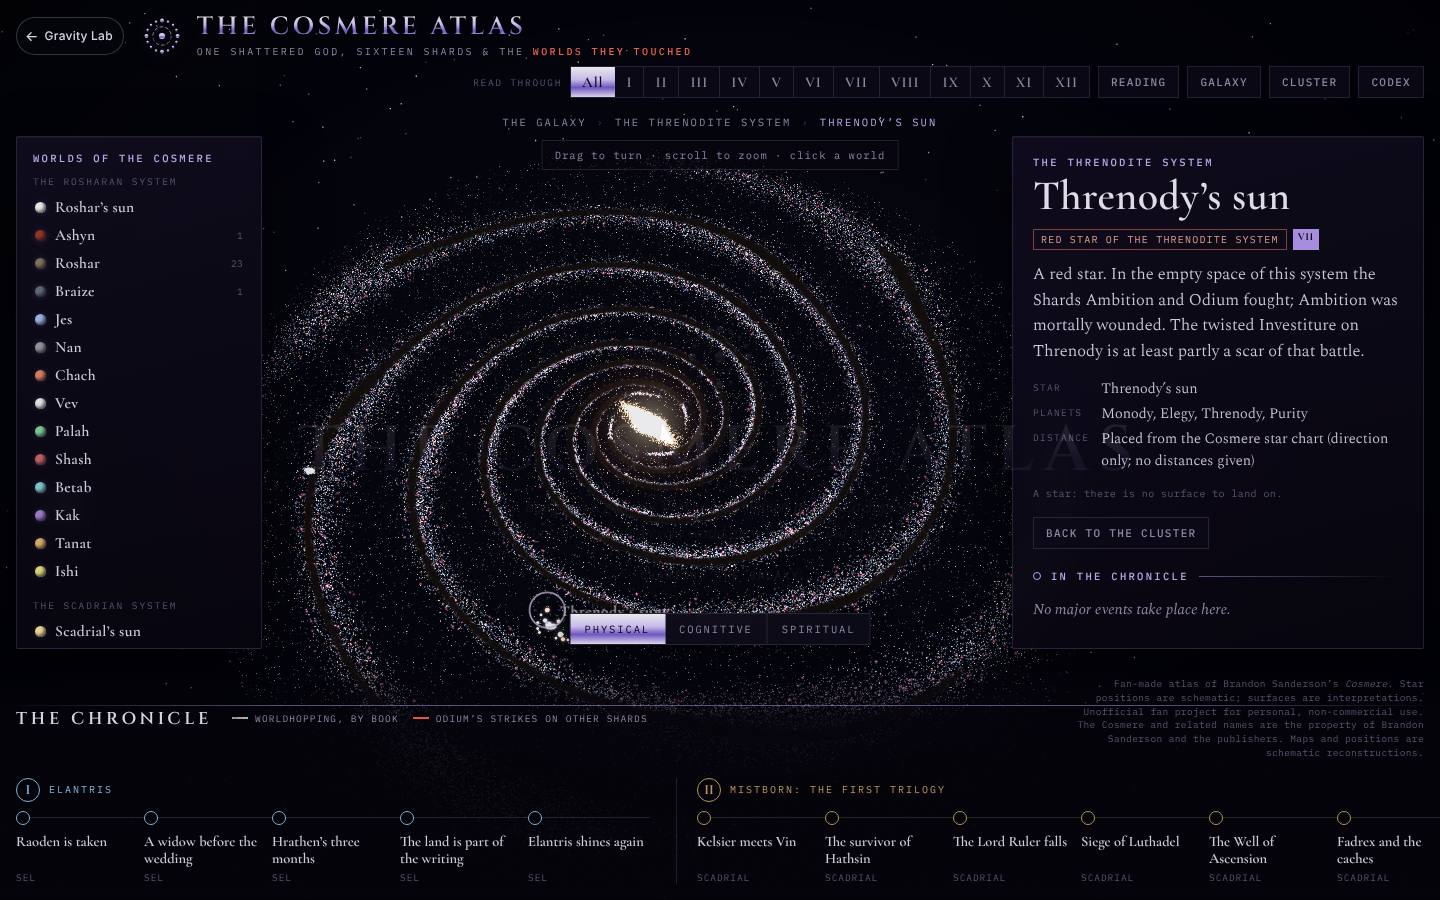 ← Gravity Lab
THE COSMERE ATLAS
ONE SHATTERED GOD, SIXTEEN SHARDS & THE WORLDS THEY TOUCHED
READ THROUGH All I II III IV V VI VII VIII IX X XI XII READING GALAXY CLUSTER CODEX
THE GALAXY › THE THRENODITE SYSTEM › THRENODY’S SUN
Drag to turn · scroll to zoom · click a world
WORLDS OF THE COSMERE
THE ROSHARAN SYSTEM
Roshar’s sun
Ashyn 1
Roshar 23
Braize 1
Jes
Nan
Chach
Vev
Palah
Shash
Betab
Kak
Tanat
Ishi
THE SCADRIAN SYSTEM
Scadrial’s sun
THE COSMERE ATLAS
Threnody’s sun
PHYSICAL COGNITIVE SPIRITUAL
THE THRENODITE SYSTEM
Threnody’s sun
RED STAR OF THE THRENODITE SYSTEM VII
A red star. In the empty space of this system the
Shards Ambition and Odium fought; Ambition was
mortally wounded. The twisted Investiture on
Threnody is at least partly a scar of that battle.
STAR Threnody’s sun
PLANETS Monody, Elegy, Threnody, Purity
DISTANCE Placed from the Cosmere star chart (direction
only; no distances given)
A star: there is no surface to land on.
BACK TO THE CLUSTER
IN THE CHRONICLE
No major events take place here.
Fan-made atlas of Brandon Sanderson’s Cosmere. Star
positions are schematic; surfaces are interpretations.
Unofficial fan project for personal, non-commercial use.
The Cosmere and related names are the property of Brandon
Sanderson and the publishers. Maps and positions are
schematic reconstructions.
THE CHRONICLE WORLDHOPPING, BY BOOK ODIUM’S STRIKES ON OTHER SHARDS
I ELANTRIS
Raoden is taken
SEL
A widow before the
wedding
SEL
Hrathen’s three
months
SEL
The land is part of
the writing
SEL
Elantris shines again
SEL
II MISTBORN: THE FIRST TRILOGY
Kelsier meets Vin
SCADRIAL
The survivor of
Hathsin
SCADRIAL
The Lord Ruler falls
SCADRIAL
Siege of Luthadel
SCADRIAL
The Well of
Ascension
SCADRIAL
Fadrex and the
caches
SCADRIAL